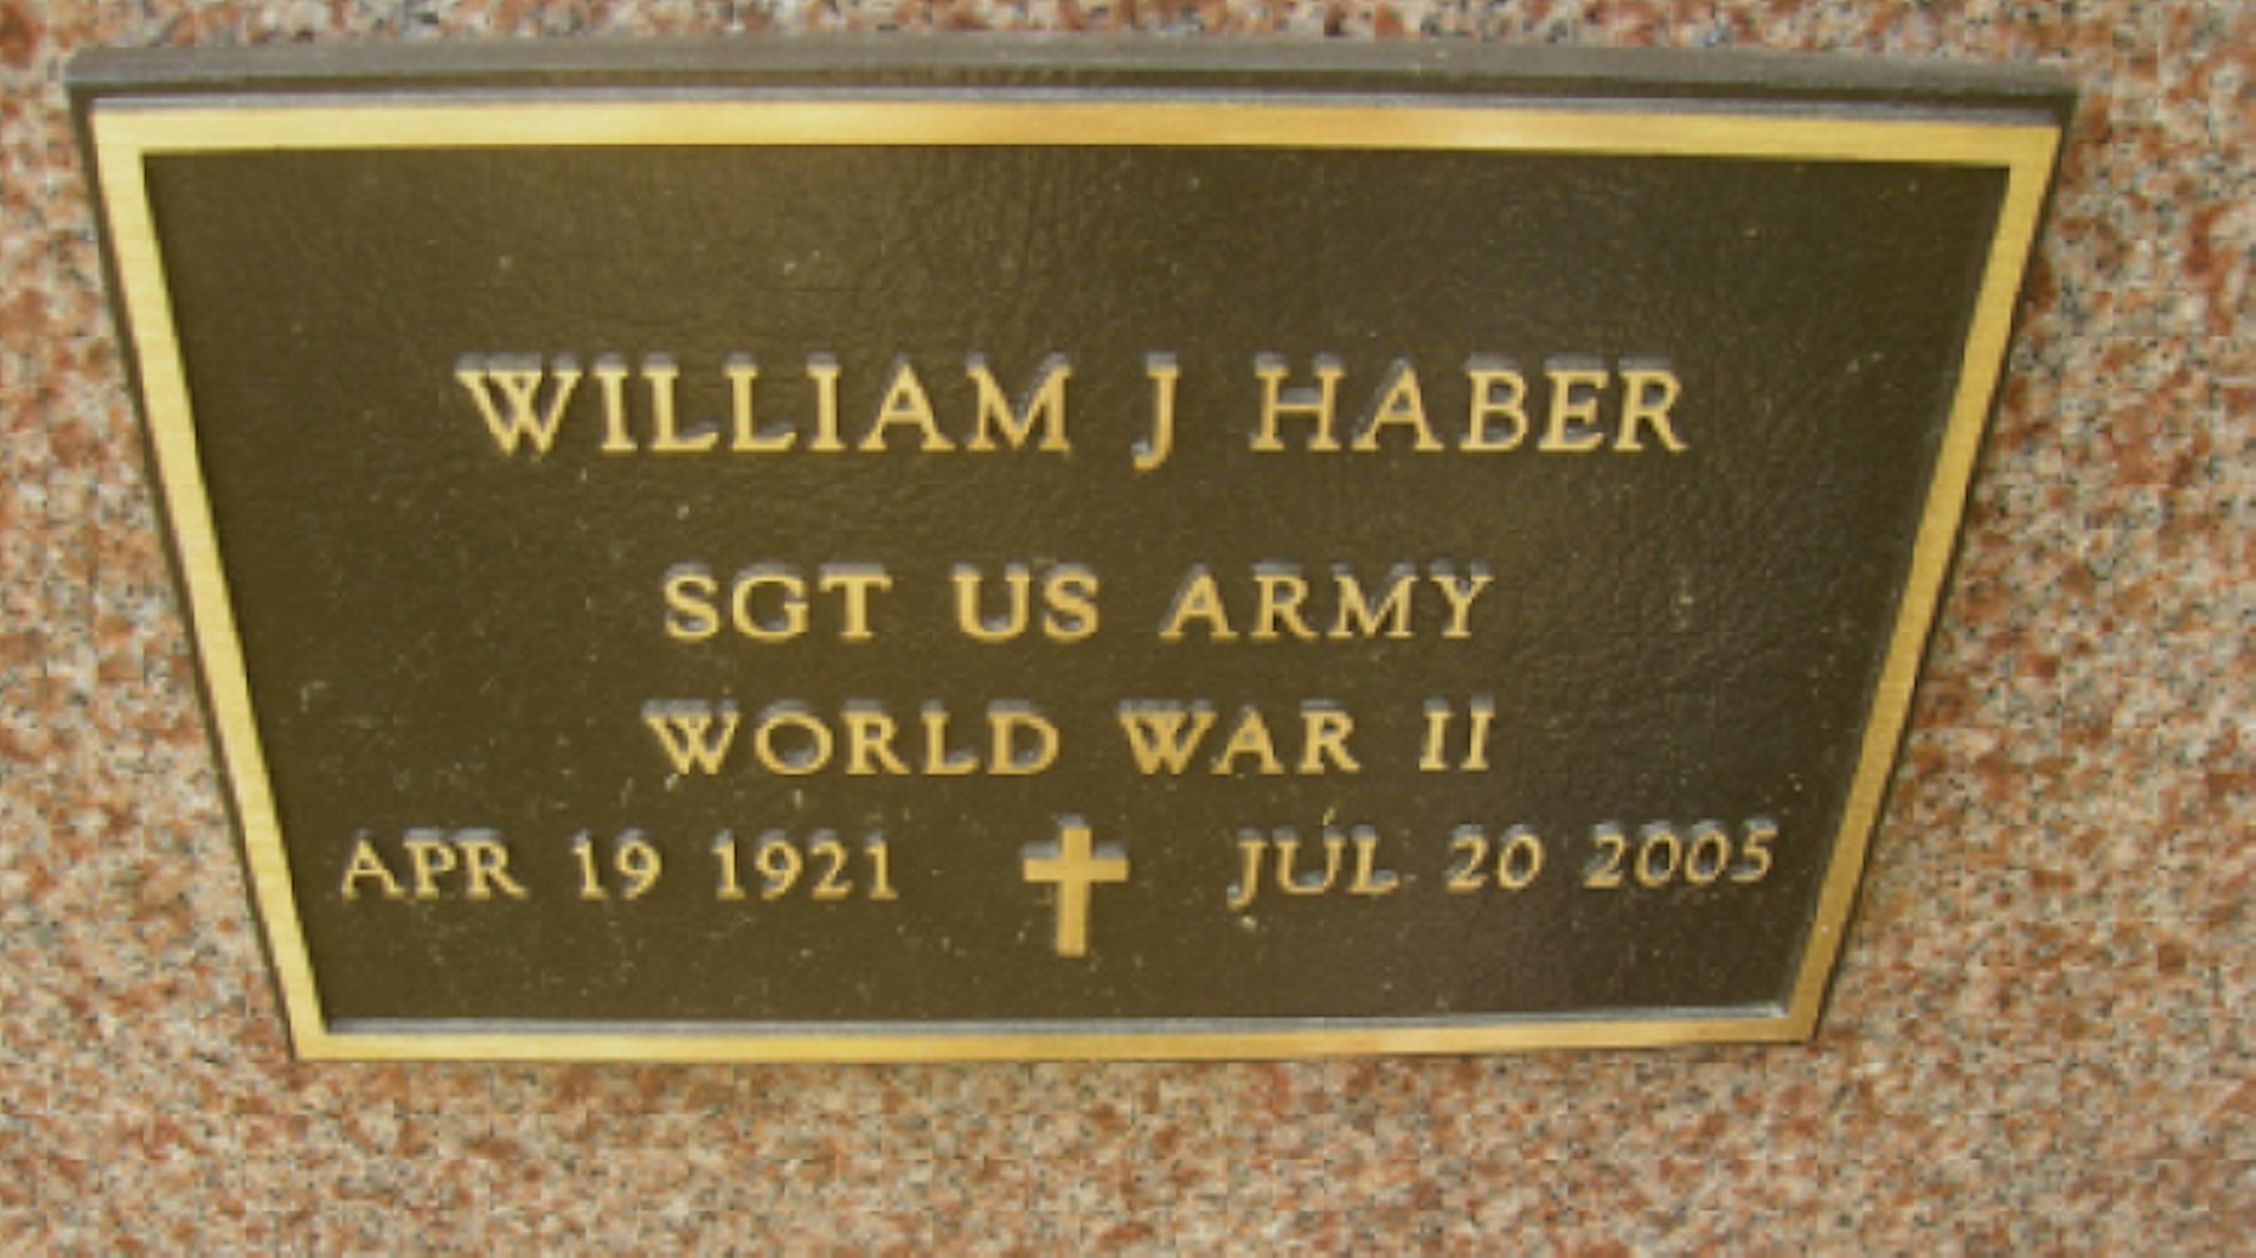 WILLIAM J HABER
SGT US ARMY
WORLD WAR II
APR 19 1921 JUL 20 2005